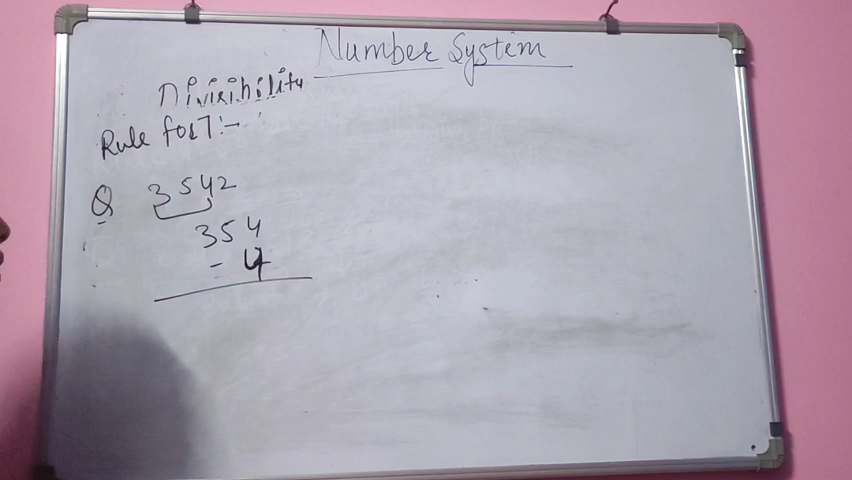 Number System
Divisibility
Rule for 7:-
Q 3542
354
- 4